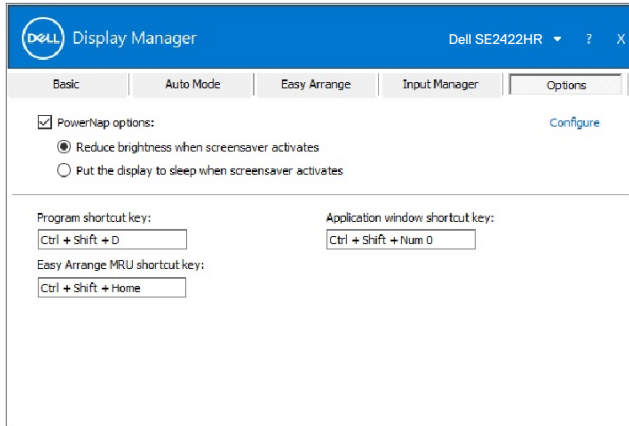 DELL Display Manager
Dell SE2422HR ? X
Basic Auto Mode Easy Arrange Input Manager Options
PowerNap options: Configure
Reduce brightness when screensaver activates
Put the display to sleep when screensaver activates
Program shortcut key: Application window shortcut key:
Ctrl + Shift + D Ctrl + Shift + Num 0
Easy Arrange MRU shortcut key:
Ctrl + Shift + Home